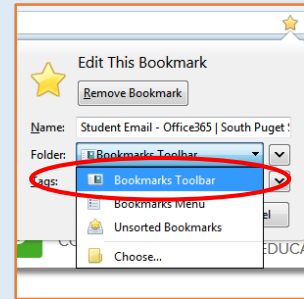 Edit This Bookmark
Remove Bookmark
Name: Student Email - Office365 | South Puget
Folder: Bookmarks Toolbar
Tags: Bookmarks Toolbar
Bookmarks Menu
Unsorted Bookmarks
Choose...